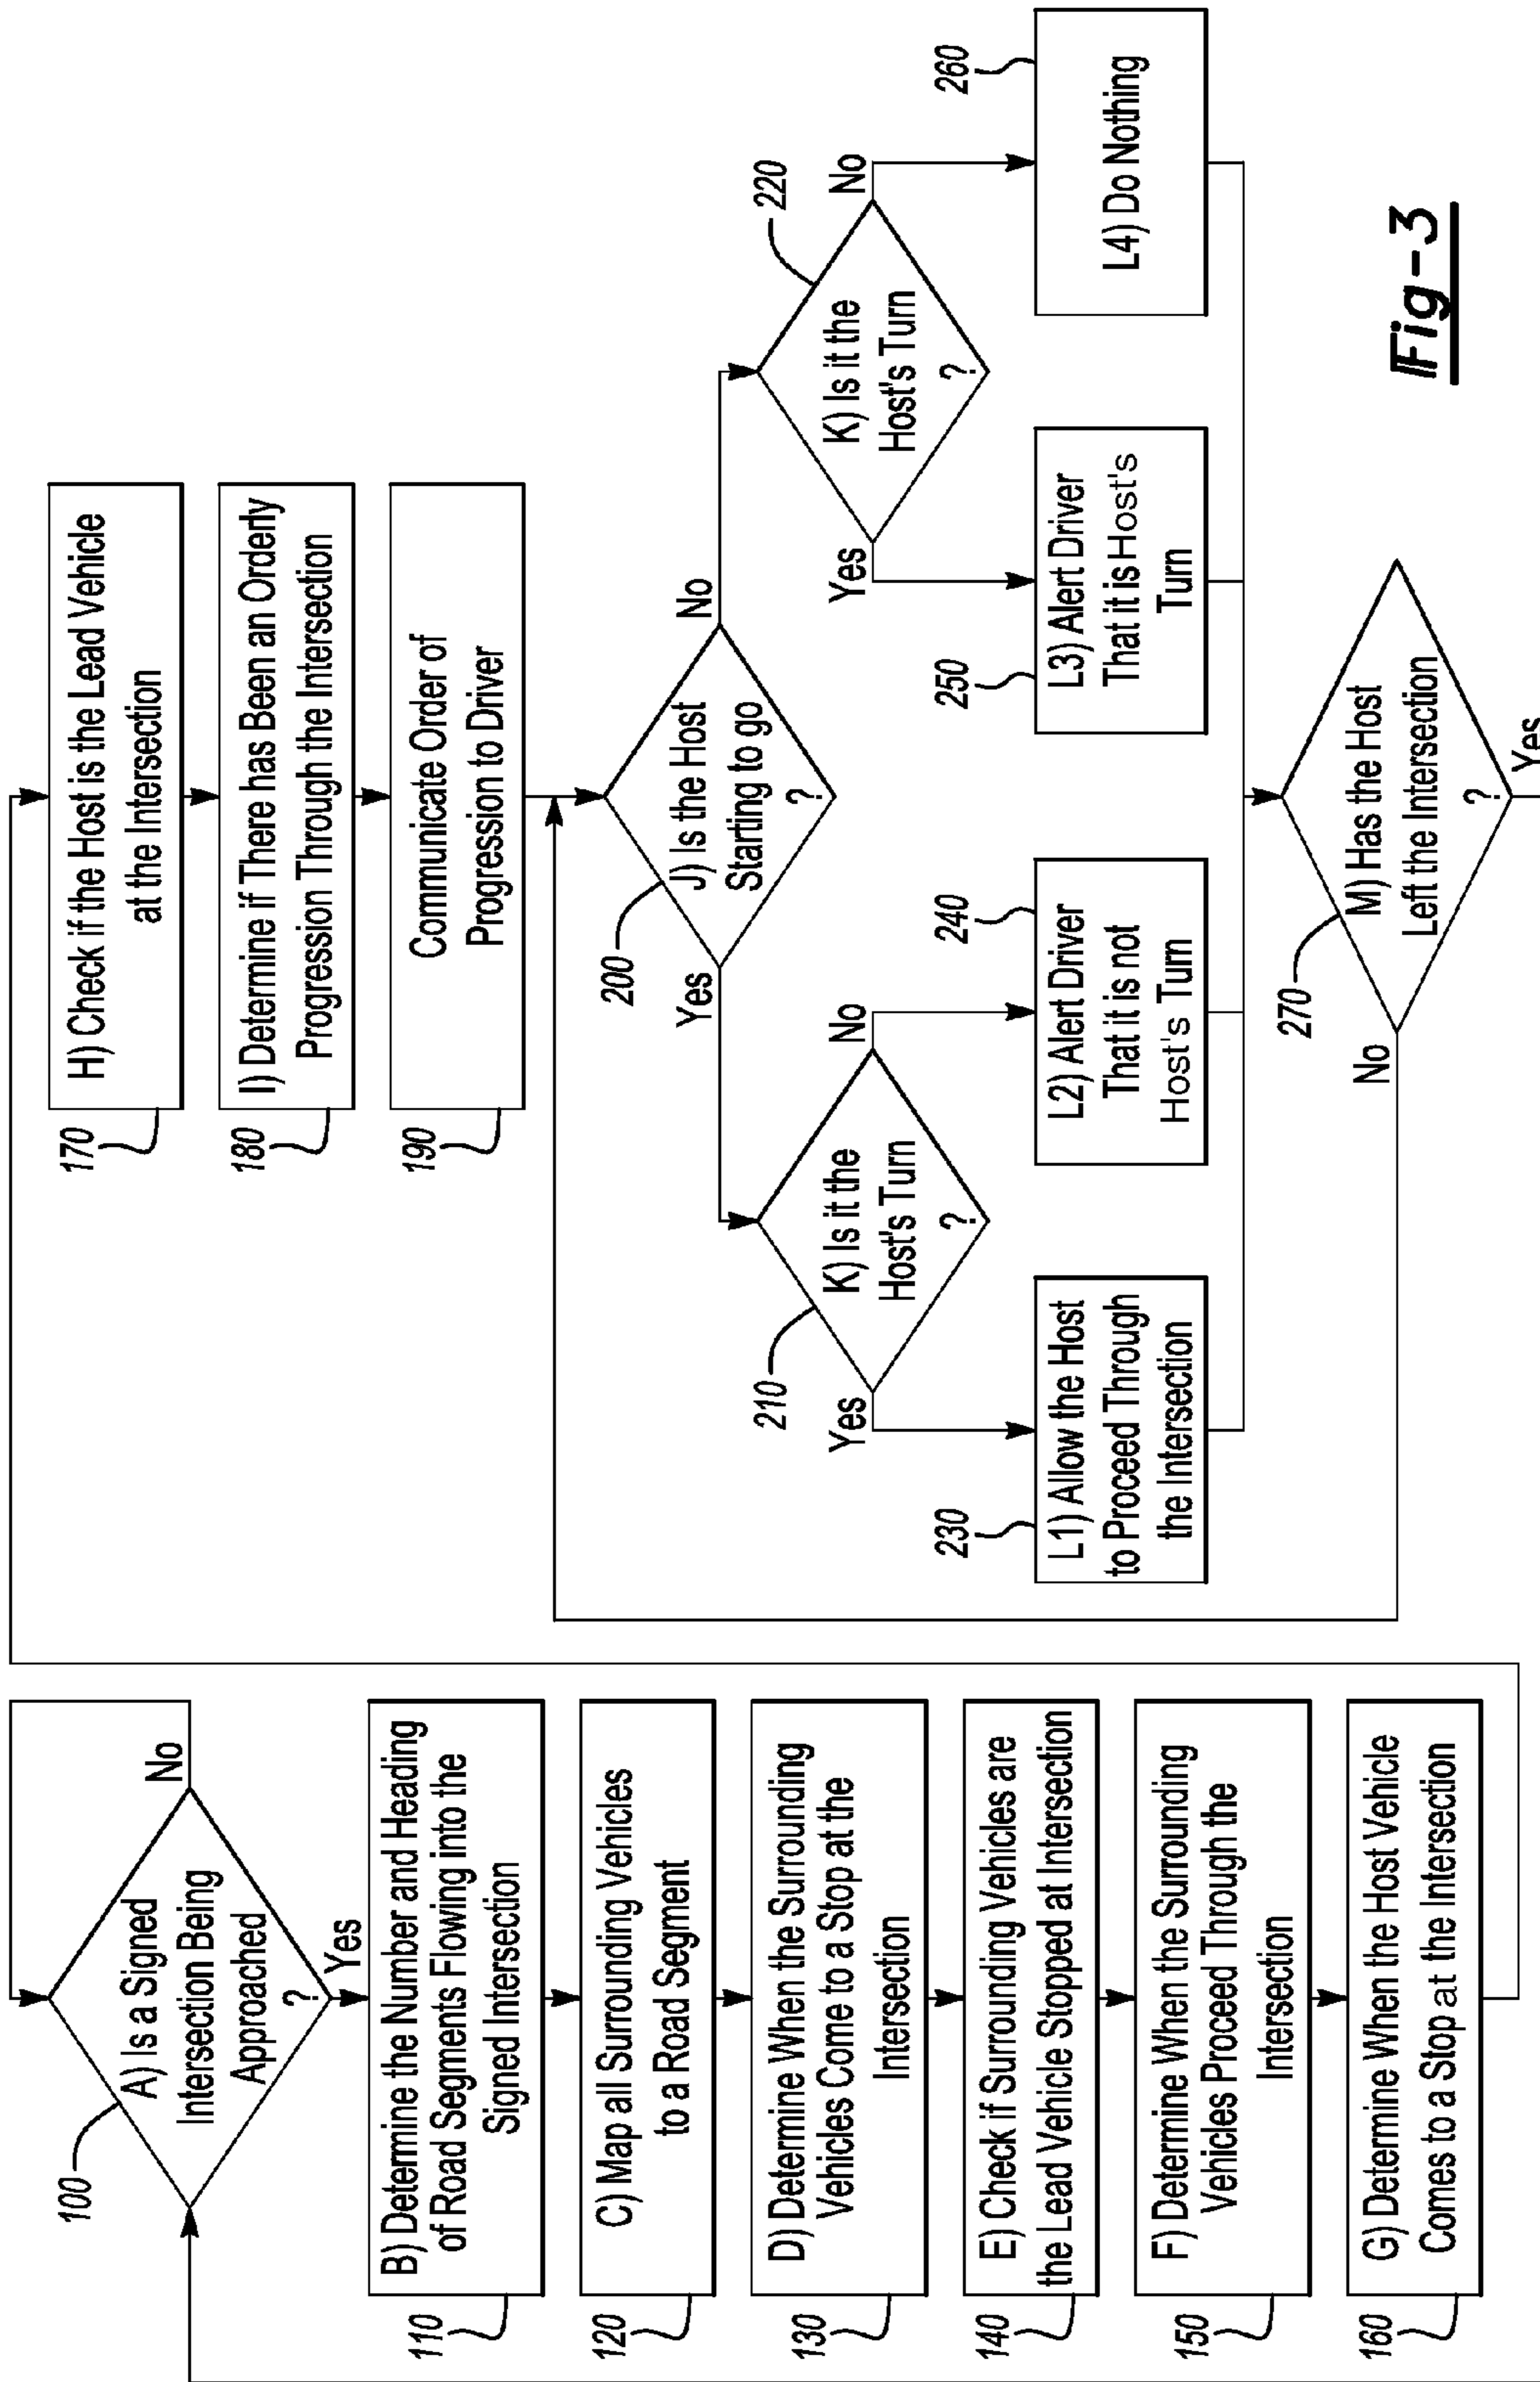 A) Is a Signed
Intersection Being
Approached
?
No
Yes
100
B) Determine the Number and Heading
of Road Segments Flowing into the
Signed Intersection
110
C) Map all Surrounding Vehicles
to a Road Segment
120
D) Determine When the Surrounding
Vehicles Come to a Stop at the
Intersection
130
E) Check if Surrounding Vehicles are
the Lead Vehicle Stopped at Intersection
140
F) Determine When the Surrounding
Vehicles Proceed Through the
Intersection
150
G) Determine When the Host Vehicle
Comes to a Stop at the Intersection
160
H) Check if the Host is the Lead Vehicle
at the Intersection
170
I) Determine if There has Been an Orderly
Progression Through the Intersection
180
Communicate Order of
Progression to Driver
190
J) Is the Host
Starting to go
?
200
Yes
No
K) Is it the
Host's Turn
?
210
Yes
No
K) Is it the
Host's Turn
?
220
Yes
No
L1) Allow the Host
to Proceed Through
the Intersection
230
L2) Alert Driver
That it is not
Host's Turn
240
L3) Alert Driver
That it is Host's
Turn
250
L4) Do Nothing
260
M) Has the Host
Left the Intersection
?
270
No
Yes
Fig-3